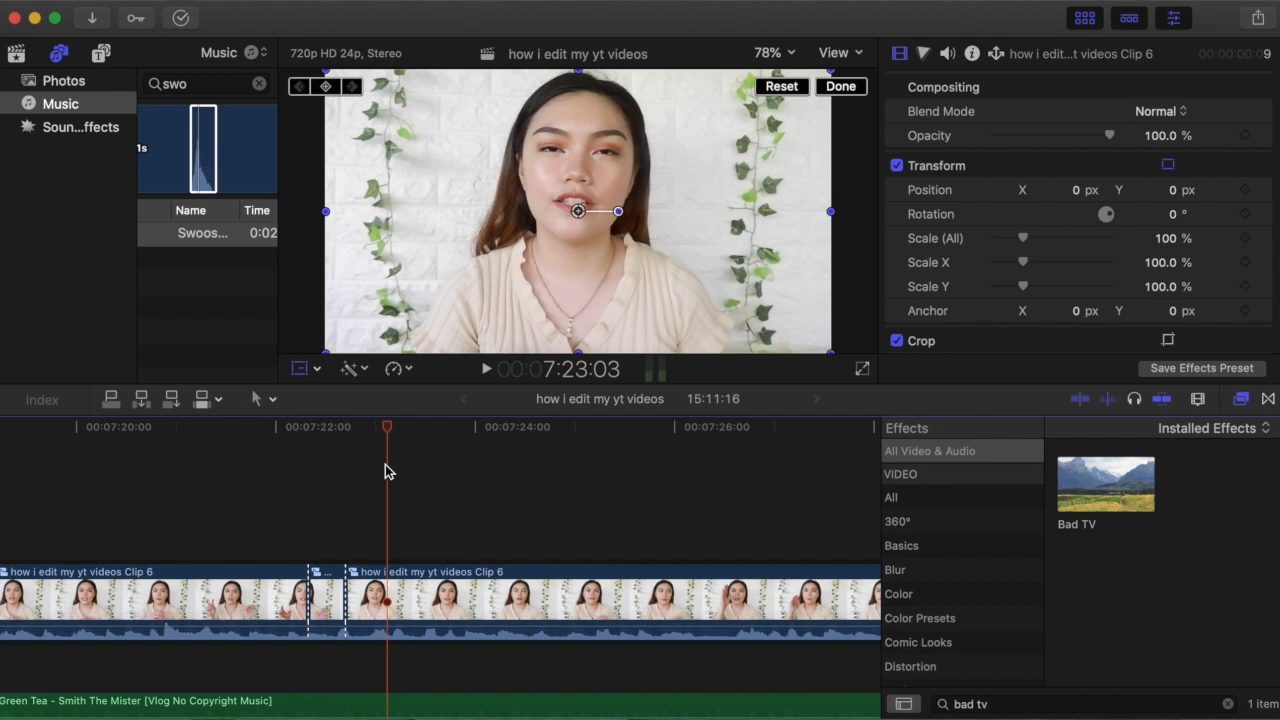 Music
720p HD 24p, Stereo
how i edit my yt videos
78%
View
how i edit...t videos Clip 6
00:00:00:09
Photos
Music
Soun...ffects
swo
1s
Name
Time
Swoos...
0:02
Reset
Done
Compositing
Blend Mode
Normal
Opacity
100.0 %
Transform
Position
X
0 px
Y
0 px
Rotation
0 °
Scale (All)
100 %
Scale X
100.0 %
Scale Y
100.0 %
Anchor
X
0 px
Y
0 px
Crop
00:07:23:03
Save Effects Preset
Index
how i edit my yt videos
15:11:16
00:07:20:00
00:07:22:00
00:07:24:00
00:07:26:00
how i edit my yt videos Clip 6
...
how i edit my yt videos Clip 6
Green Tea - Smith The Mister [Vlog No Copyright Music]
Effects
Installed Effects
All Video & Audio
VIDEO
All
360°
Basics
Blur
Color
Color Presets
Comic Looks
Distortion
Bad TV
bad tv
1 item